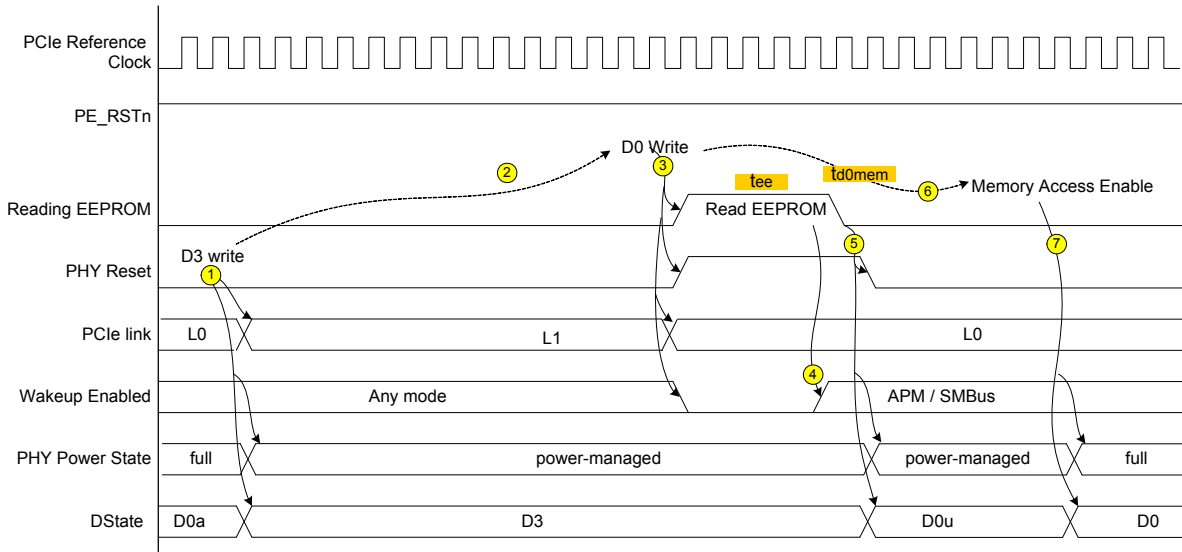 PCIe Reference
Clock
PE_RSTn
D0 Write
2
3
tee
td0mem
6
Memory Access Enable
Reading EEPROM
Read EEPROM
D3 write
5
7
PHY Reset
1
PCIe link
L0
L1
L0
4
Wakeup Enabled
Any mode
APM / SMBus
PHY Power State
full
power-managed
power-managed
full
DState
D0a
D3
D0u
D0